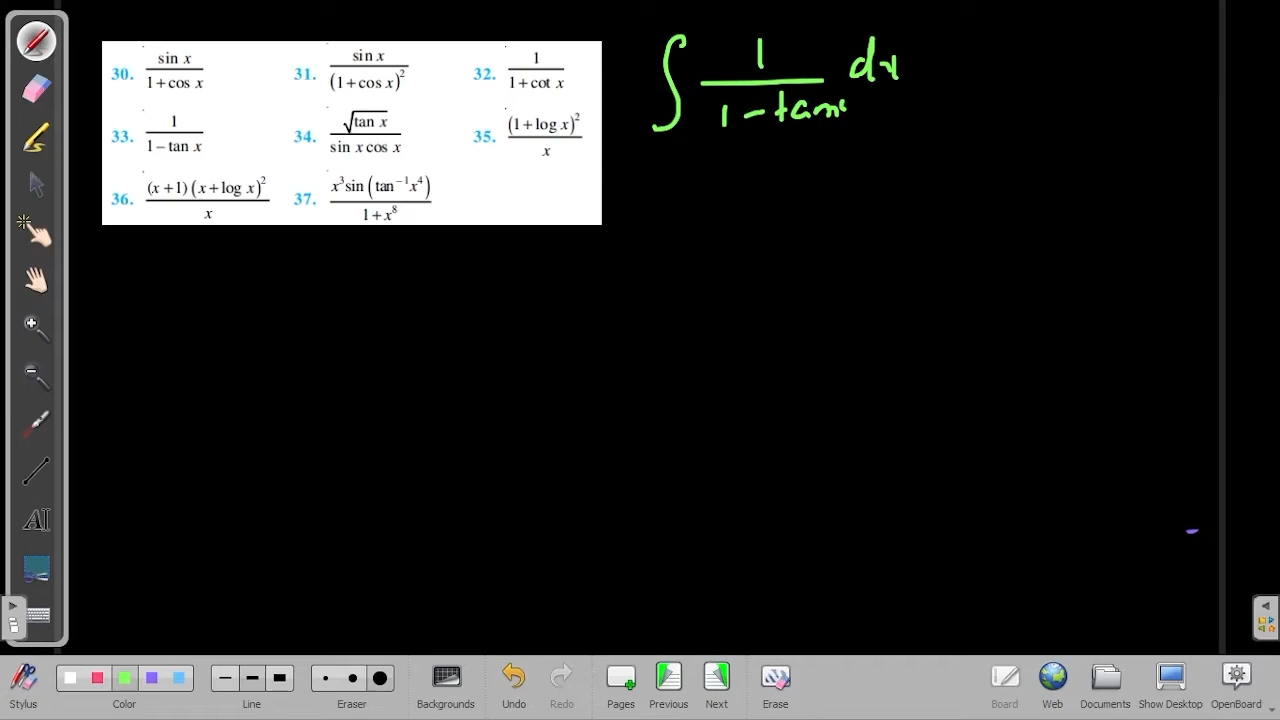 30. sin x / 1 + cos x 31. sin x / (1 + cos x)² 32. 1 / 1 + cot x
33. 1 / 1 – tan x 34. √tan x / sin x cos x 35. (1 + log x)² / x
36. (x + 1) (x + log x)² / x 37. x³ sin (tan⁻¹ x⁴) / 1 + x⁸
∫ 1 / 1 - tanx dx
AI
Stylus Color Line Eraser Backgrounds Undo Redo Pages Previous Next Erase Board Web Documents Show Desktop OpenBoard